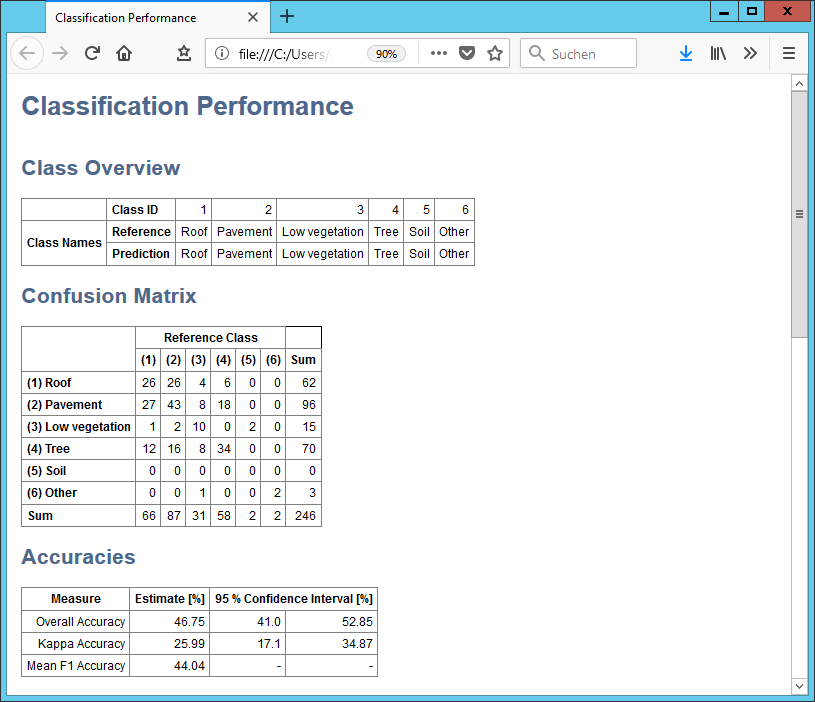 Classification Performance
file:///C:/Users/
90%
Suchen
Classification Performance
Class Overview
Class ID 1 2 3 4 5 6
Class Names
Reference Roof Pavement Low vegetation Tree Soil Other
Prediction Roof Pavement Low vegetation Tree Soil Other
Confusion Matrix
Reference Class
(1) (2) (3) (4) (5) (6) Sum
(1) Roof 26 26 4 6 0 0 62
(2) Pavement 27 43 8 18 0 0 96
(3) Low vegetation 1 2 10 0 2 0 15
(4) Tree 12 16 8 34 0 0 70
(5) Soil 0 0 0 0 0 0 0
(6) Other 0 0 1 0 0 2 3
Sum 66 87 31 58 2 2 246
Accuracies
Measure Estimate [%] 95 % Confidence Interval [%]
Overall Accuracy 46.75 41.0 52.85
Kappa Accuracy 25.99 17.1 34.87
Mean F1 Accuracy 44.04 - -